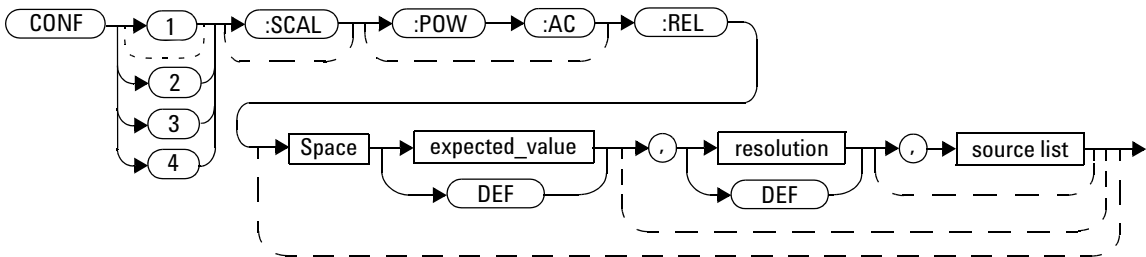 CONF 1 :SCAL :POW :AC :REL
2
3
4
Space expected_value , resolution , source list
DEF DEF